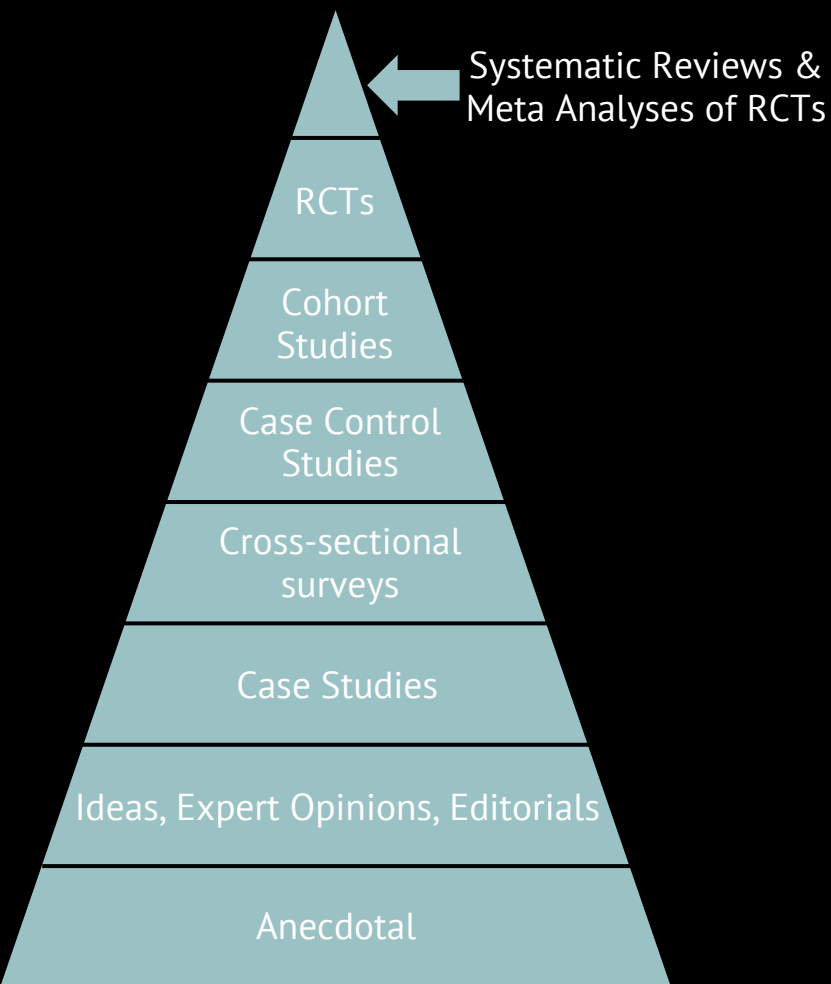 Systematic Reviews &
Meta Analyses of RCTs
RCTs
Cohort
Studies
Case Control
Studies
Cross-sectional
surveys
Case Studies
Ideas, Expert Opinions, Editorials
Anecdotal